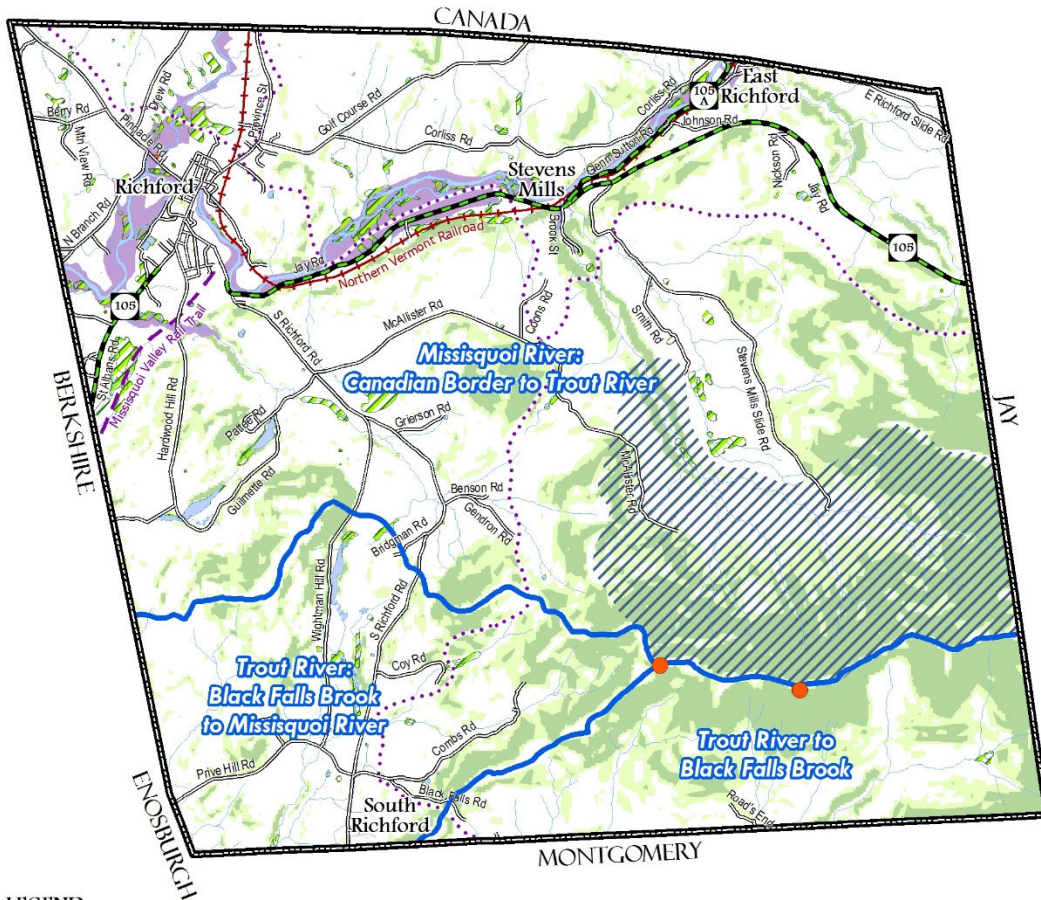 CANADA
East
Richford
105
A
E Richford Slide Rd
Corliss Rd
Johnson Rd
Drew Rd
Berry Rd
Pinnacle Rd
Mtn View Rd
Province St
Golf Course Rd
Corliss Rd
Glenn Sutton Rd
Nickson Rd
Stevens
Mills
Richford
Jay Rd
N Branch Rd
Brook St
105
Jay Rd
Northern Vermont Railroad
105
S Richford Rd
McAllister Rd
Coons Rd
Smith Rd
St Albans Rd
Missisquoi Valley Rail Trail
Missisquoi River:
Canadian Border to Trout River
Stevens Mills Slide Rd
BERKSHIRE
JAY
Hardwood Hill Rd
Pattee Rd
Grierson Rd
Guilmette Rd
McAllister Rd
Benson Rd
Gendron Rd
Bridgman Rd
Wightman Hill Rd
S Richford Rd
Coy Rd
Trout River:
Black Falls Brook
to Missisquoi River
Trout River to
Black Falls Brook
Combs Rd
Prive Hill Rd
Black Falls Rd
South
Richford
Road's End
ENOSBURGH
MONTGOMERY